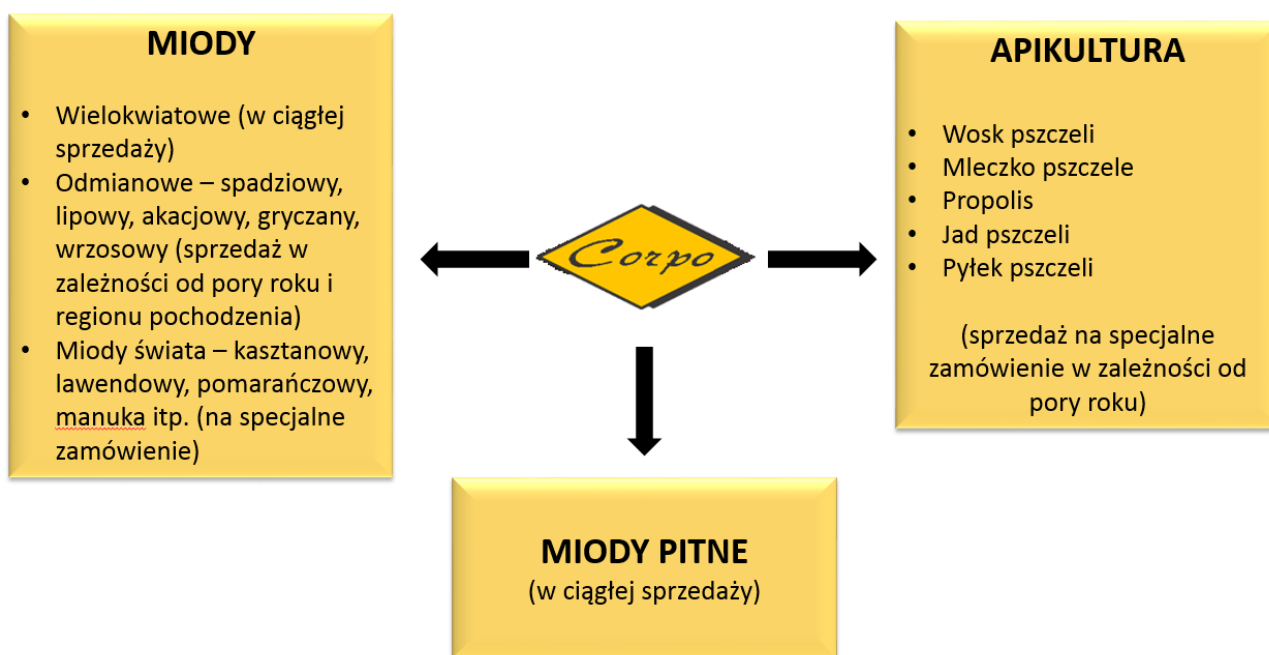 MIODY
• Wielokwiatowe (w ciągłej
sprzedaży)
• Odmianowe – spadziowy,
lipowy, akacjowy, gryczany,
wrzosowy (sprzedaż w
zależności od pory roku i
regionu pochodzenia)
• Miody świata – kasztanowy,
lawendowy, pomarańczowy,
manuka itp. (na specjalne
zamówienie)
Corpo
APIKULTURA
• Wosk pszczeli
• Mleczko pszczele
• Propolis
• Jad pszczeli
• Pyłek pszczeli
(sprzedaż na specjalne
zamówienie w zależności od
pory roku)
MIODY PITNE
(w ciągłej sprzedaży)